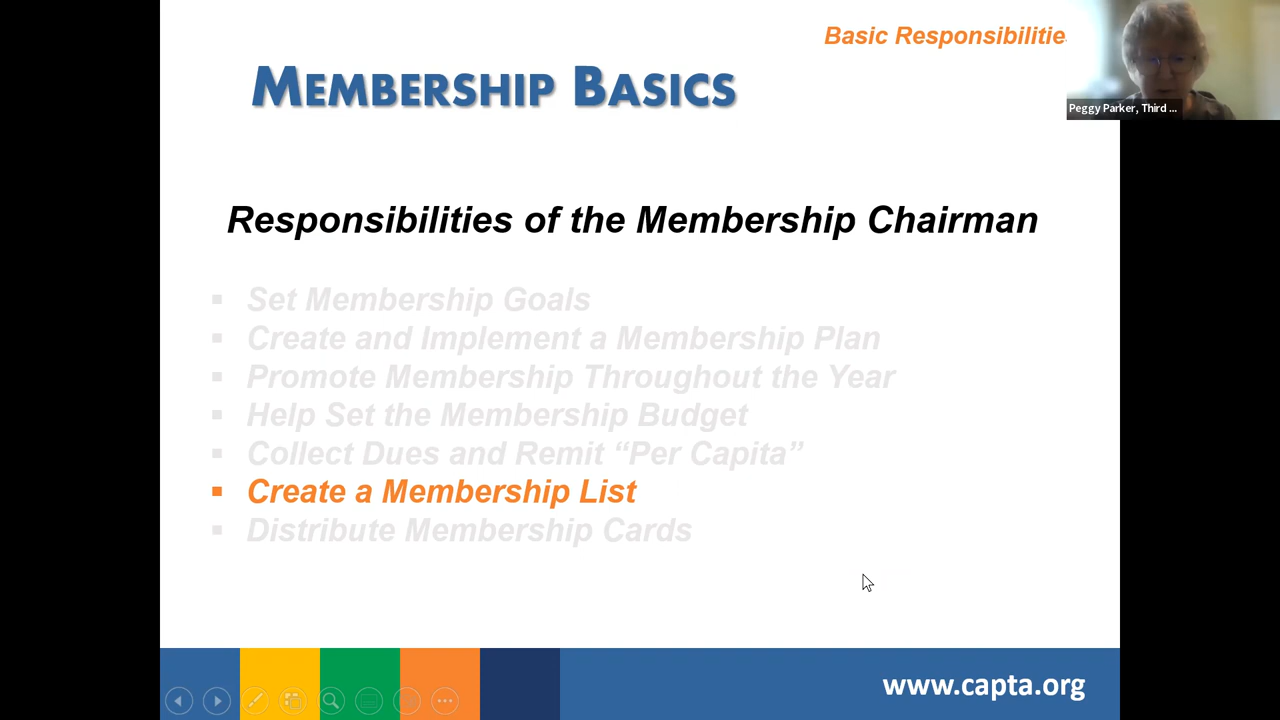 Basic Responsibilitie
Peggy Parker, Third ...
MEMBERSHIP BASICS
Responsibilities of the Membership Chairman
▪ Set Membership Goals
▪ Create and Implement a Membership Plan
▪ Promote Membership Throughout the Year
▪ Help Set the Membership Budget
▪ Collect Dues and Remit “Per Capita”
▪ Create a Membership List
▪ Distribute Membership Cards
www.capta.org